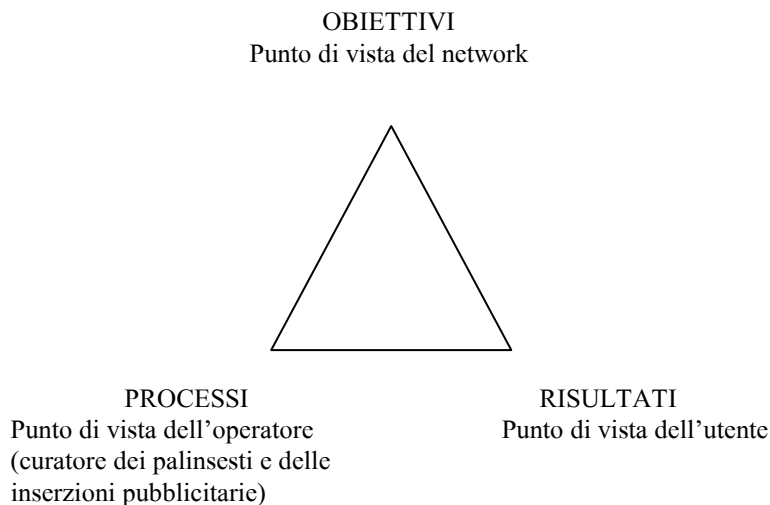 OBIETTIVI
Punto di vista del network
PROCESSI
Punto di vista dell’operatore
(curatore dei palinsesti e delle
inserzioni pubblicitarie)
RISULTATI
Punto di vista dell’utente